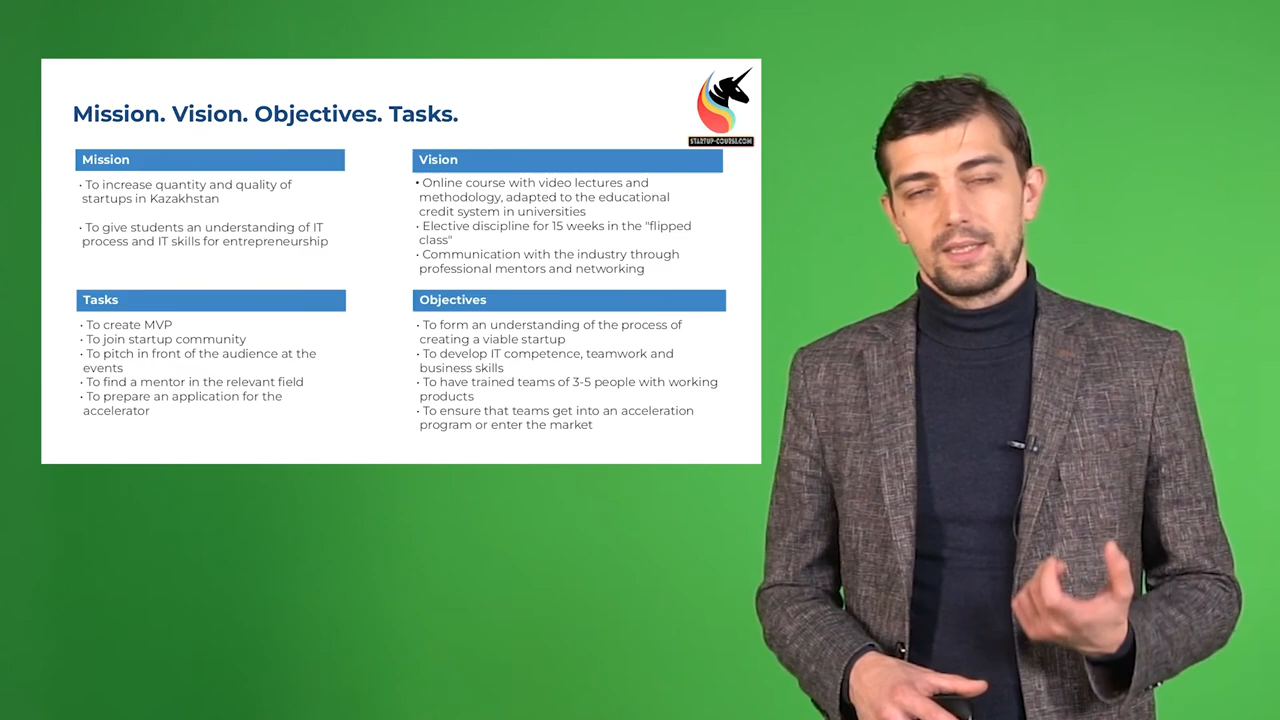 Mission. Vision. Objectives. Tasks.
STARTUP-COURSE.COM
Mission
• To increase quantity and quality of
startups in Kazakhstan
• To give students an understanding of IT
process and IT skills for entrepreneurship
Vision
• Online course with video lectures and
methodology, adapted to the educational
credit system in universities
• Elective discipline for 15 weeks in the "flipped
class"
• Communication with the industry through
professional mentors and networking
Tasks
• To create MVP
• To join startup community
• To pitch in front of the audience at the
events
• To find a mentor in the relevant field
• To prepare an application for the
accelerator
Objectives
• To form an understanding of the process of
creating a viable startup
• To develop IT competence, teamwork and
business skills
• To have trained teams of 3-5 people with working
products
• To ensure that teams get into an acceleration
program or enter the market